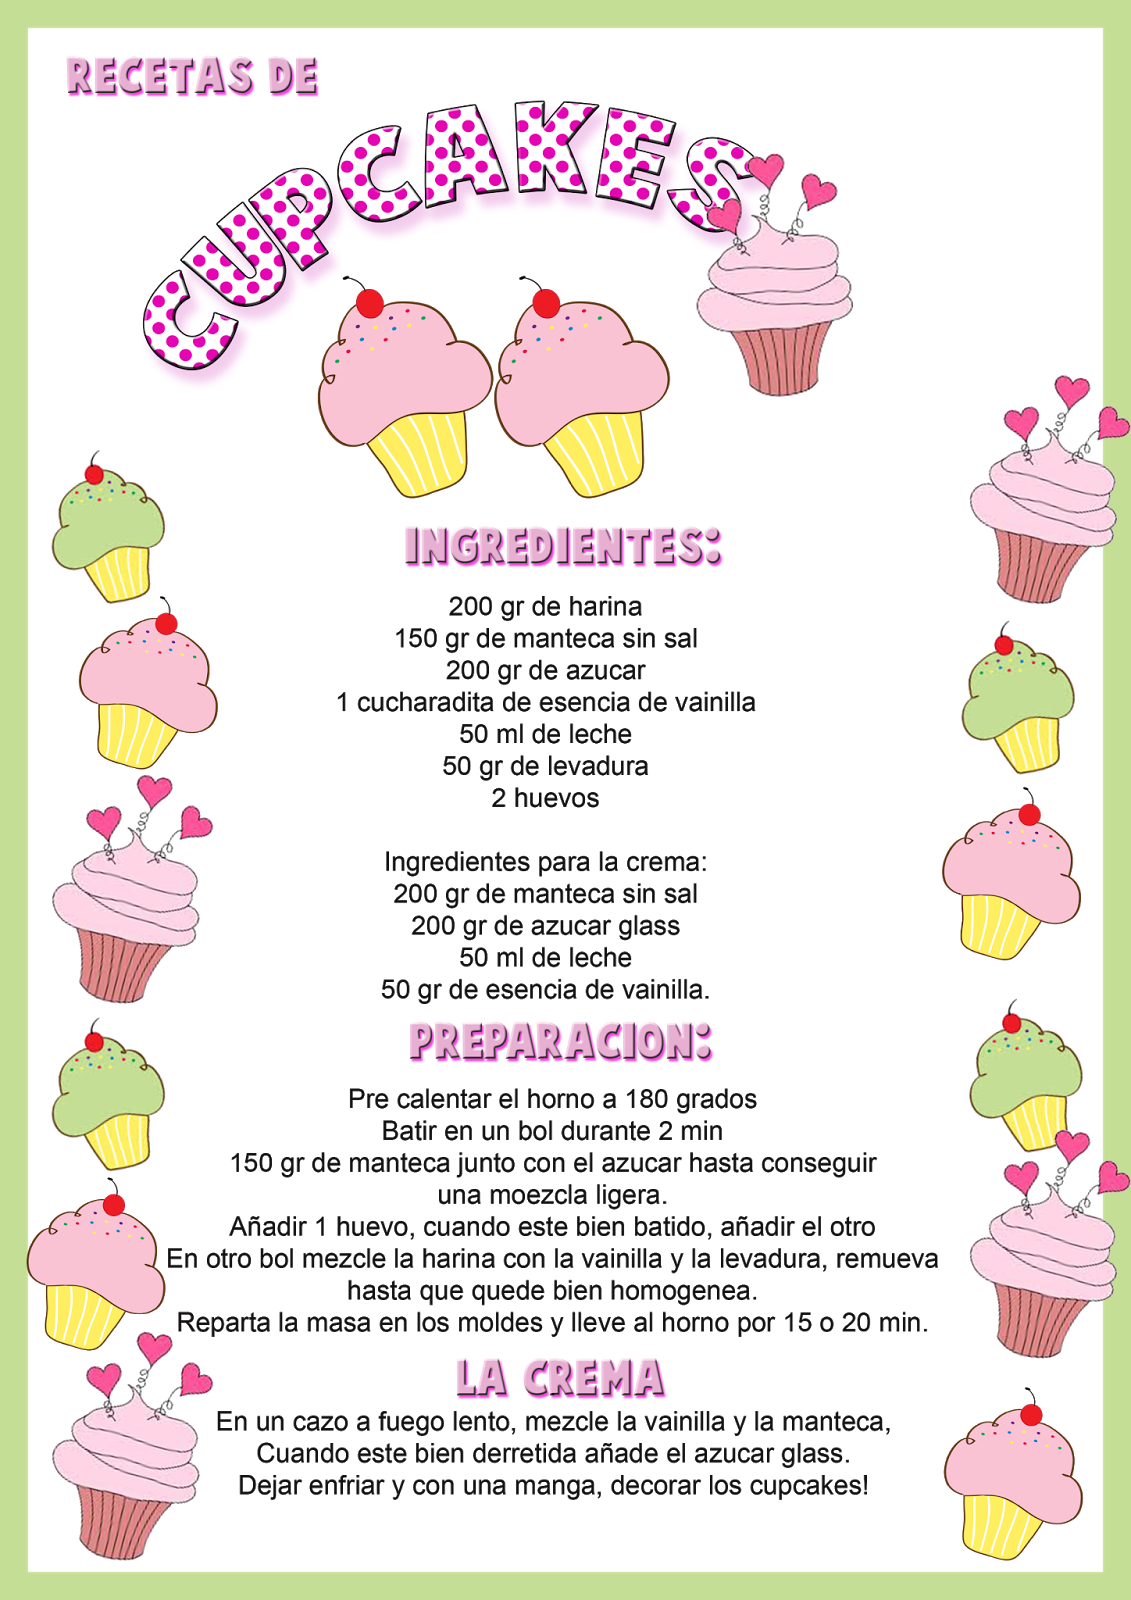 RECETAS DE
CUPCAKES
INGREDIENTES:
200 gr de harina
150 gr de manteca sin sal
200 gr de azucar
1 cucharadita de esencia de vainilla
50 ml de leche
50 gr de levadura
2 huevos
Ingredientes para la crema:
200 gr de manteca sin sal
200 gr de azucar glass
50 ml de leche
50 gr de esencia de vainilla.
PREPARACION:
Pre calentar el horno a 180 grados
Batir en un bol durante 2 min
150 gr de manteca junto con el azucar hasta conseguir
una moezcla ligera.
Añadir 1 huevo, cuando este bien batido, añadir el otro
En otro bol mezcle la harina con la vainilla y la levadura, remueva
hasta que quede bien homogenea.
Reparta la masa en los moldes y lleve al horno por 15 o 20 min.
LA CREMA
En un cazo a fuego lento, mezcle la vainilla y la manteca,
Cuando este bien derretida añade el azucar glass.
Dejar enfriar y con una manga, decorar los cupcakes!